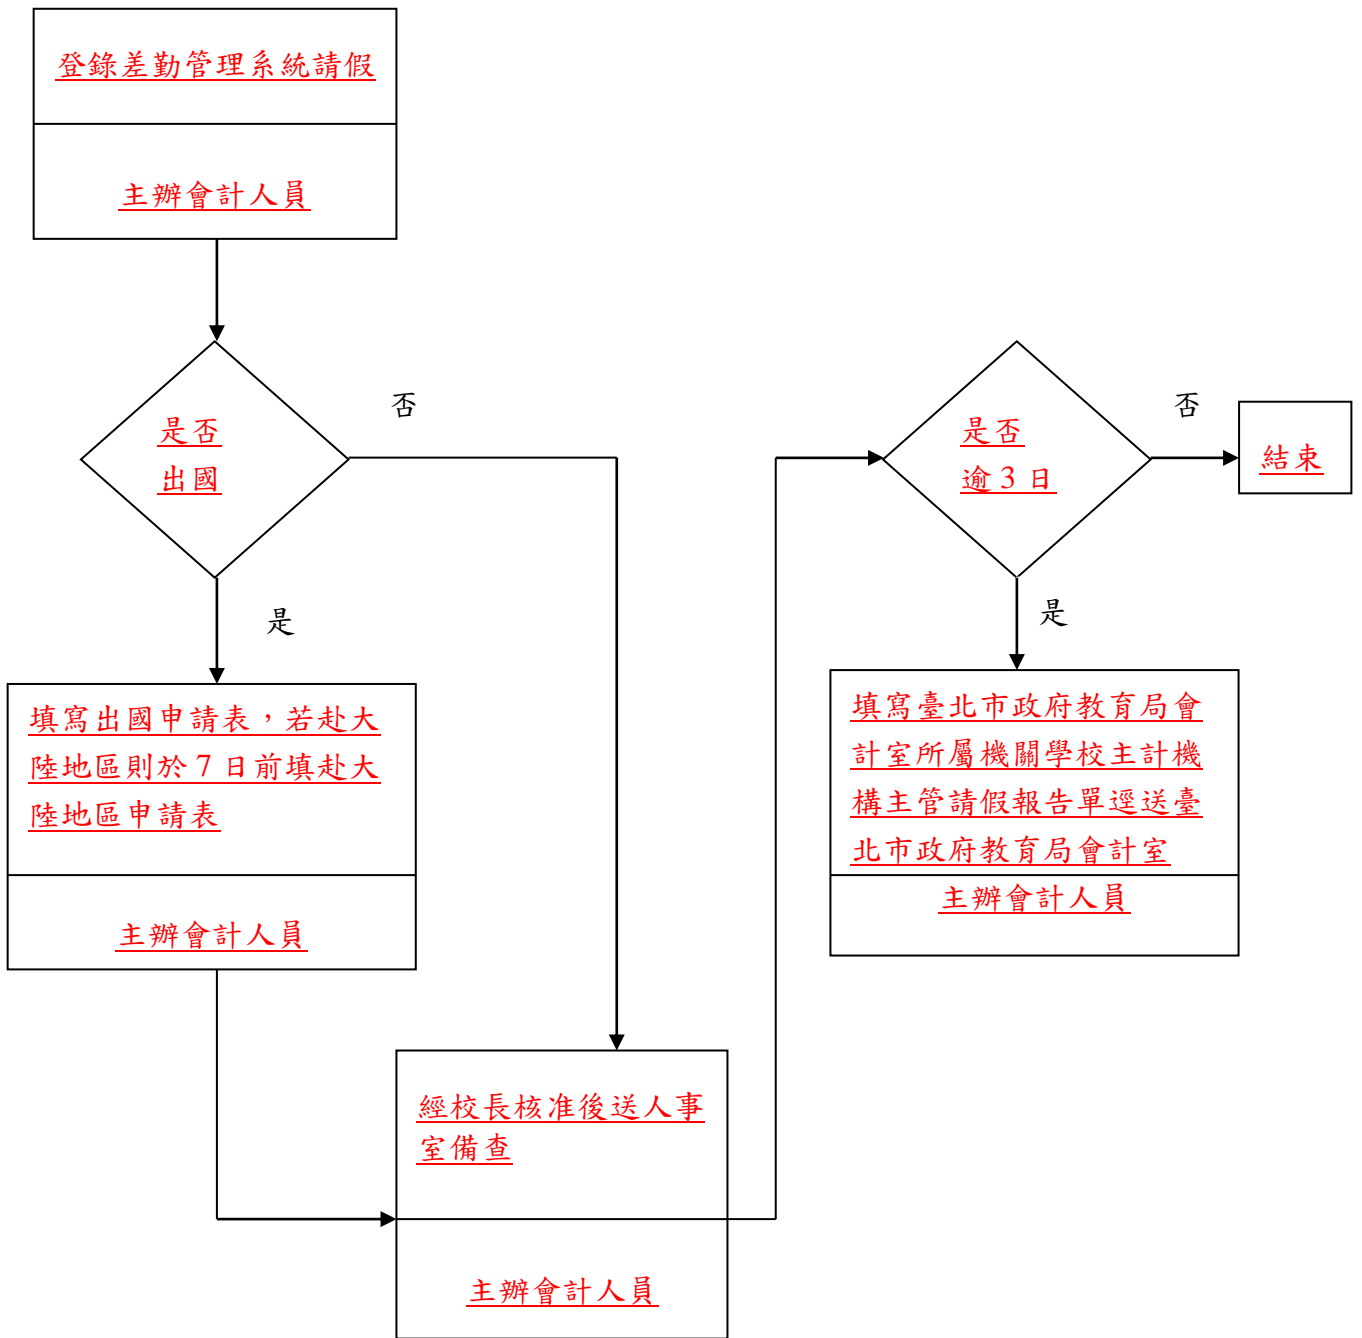 登錄差勤管理系統請假
主辦會計人員
是否
出國
否
是
填寫出國申請表，若赴大
陸地區則於7日前填赴大
陸地區申請表
主辦會計人員
經校長核准後送人事
室備查
主辦會計人員
是否
逾3日
否
結束
是
填寫臺北市政府教育局會
計室所屬機關學校主計機
構主管請假報告單逕送臺
北市政府教育局會計室
主辦會計人員